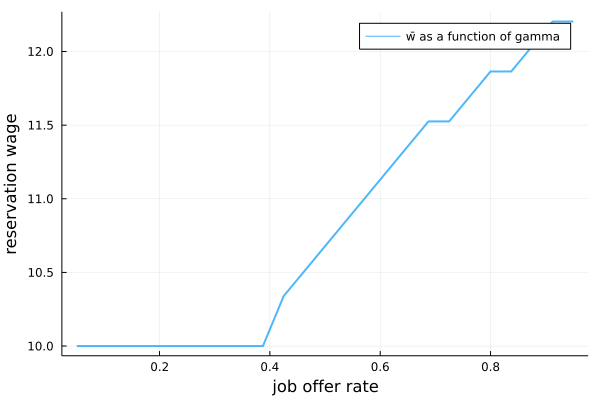 w̄ as a function of gamma
reservation wage
12.0
11.5
11.0
10.5
10.0
0.2 0.4 0.6 0.8
job offer rate